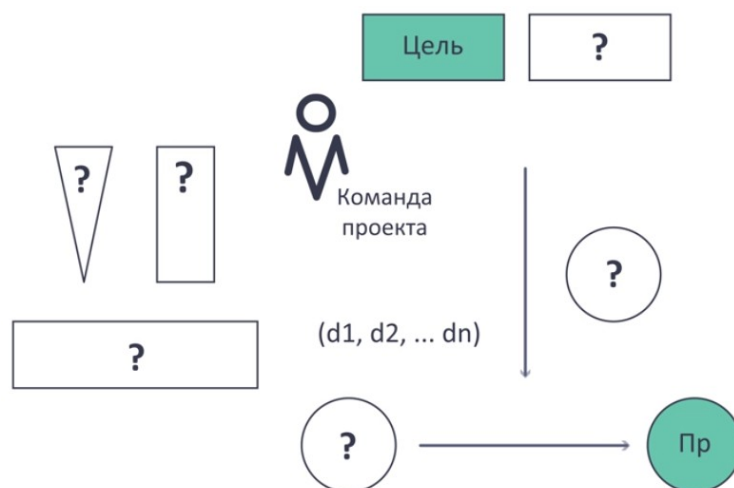 Цель
?
?
?
Команда
проекта
?
(d1, d2, ... dn)
?
?
Пр